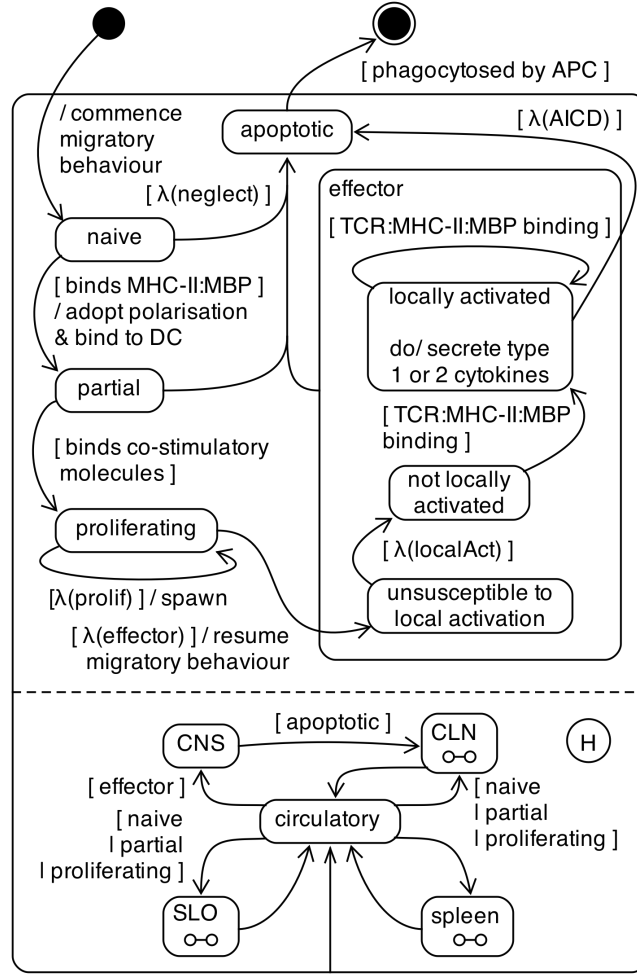 [ phagocytosed by APC ]
/ commence
migratory
behaviour
apoptotic
[ λ(AICD) ]
[ λ(neglect) ]
effector
naive
[ TCR:MHC-II:MBP binding ]
[ binds MHC-II:MBP ]
/ adopt polarisation
& bind to DC
locally activated
do/ secrete type
1 or 2 cytokines
partial
[ TCR:MHC-II:MBP
binding ]
[ binds co-stimulatory
molecules ]
not locally
activated
proliferating
[ λ(localAct) ]
[λ(prolif) ] / spawn
unsusceptible to
local activation
[ λ(effector) ] / resume
migratory behaviour
[ apoptotic ]
CNS
CLN
H
[ effector ]
[ naive
| partial
| proliferating ]
circulatory
[ naive
| partial
| proliferating ]
SLO
spleen